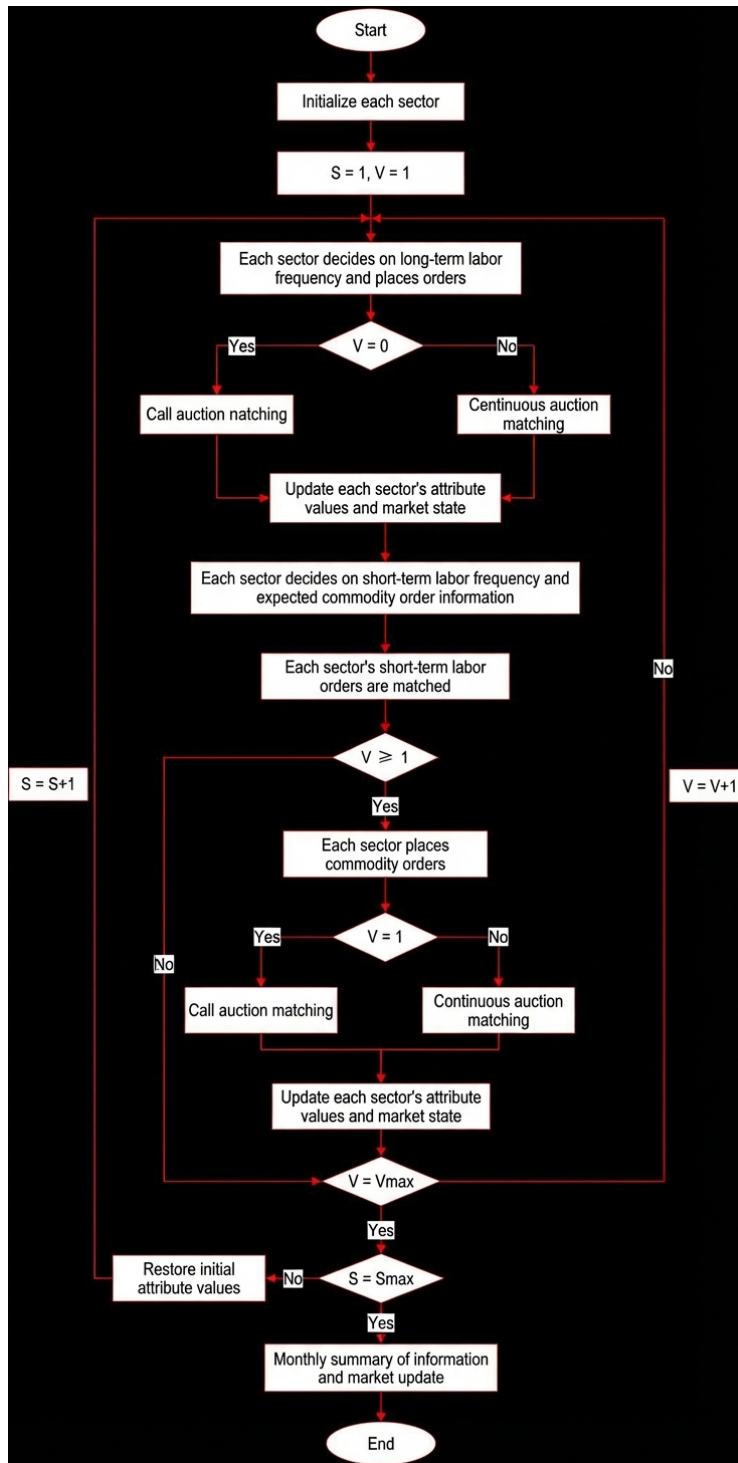 Start
Initialize each sector
S = 1, V = 1
Each sector decides on long-term labor
frequency and places orders
V = 0
Yes
No
Call auction natching
Centinuous auction
matching
Update each sector's attribute
values and market state
Each sector decides on short-term labor frequency and
expected commodity order information
Each sector's short-term labor
orders are matched
No
V ≥ 1
S = S+1
V = V+1
Yes
Each sector places
commodity orders
V = 1
Yes
No
No
Call auction matching
Continuous auction
matching
Update each sector's attribute
values and market state
V = Vmax
Yes
Restore initial
attribute values
No
S = Smax
Yes
Monthly summary of information
and market update
End